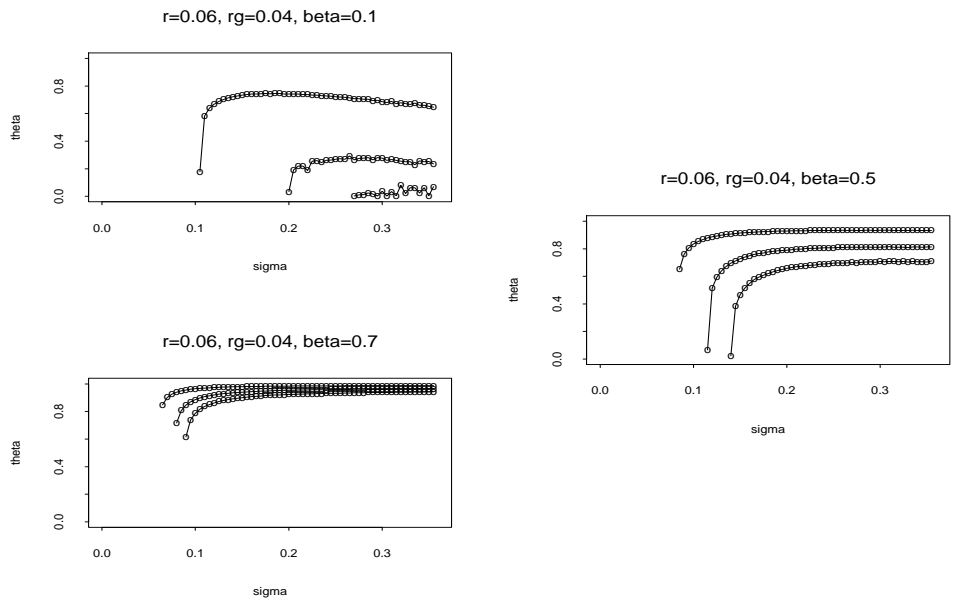 r=0.06, rg=0.04, beta=0.1
theta
0.0 0.4 0.8
0.0 0.1 0.2 0.3
sigma
r=0.06, rg=0.04, beta=0.5
theta
0.0 0.4 0.8
0.0 0.1 0.2 0.3
sigma
r=0.06, rg=0.04, beta=0.7
theta
0.0 0.4 0.8
0.0 0.1 0.2 0.3
sigma